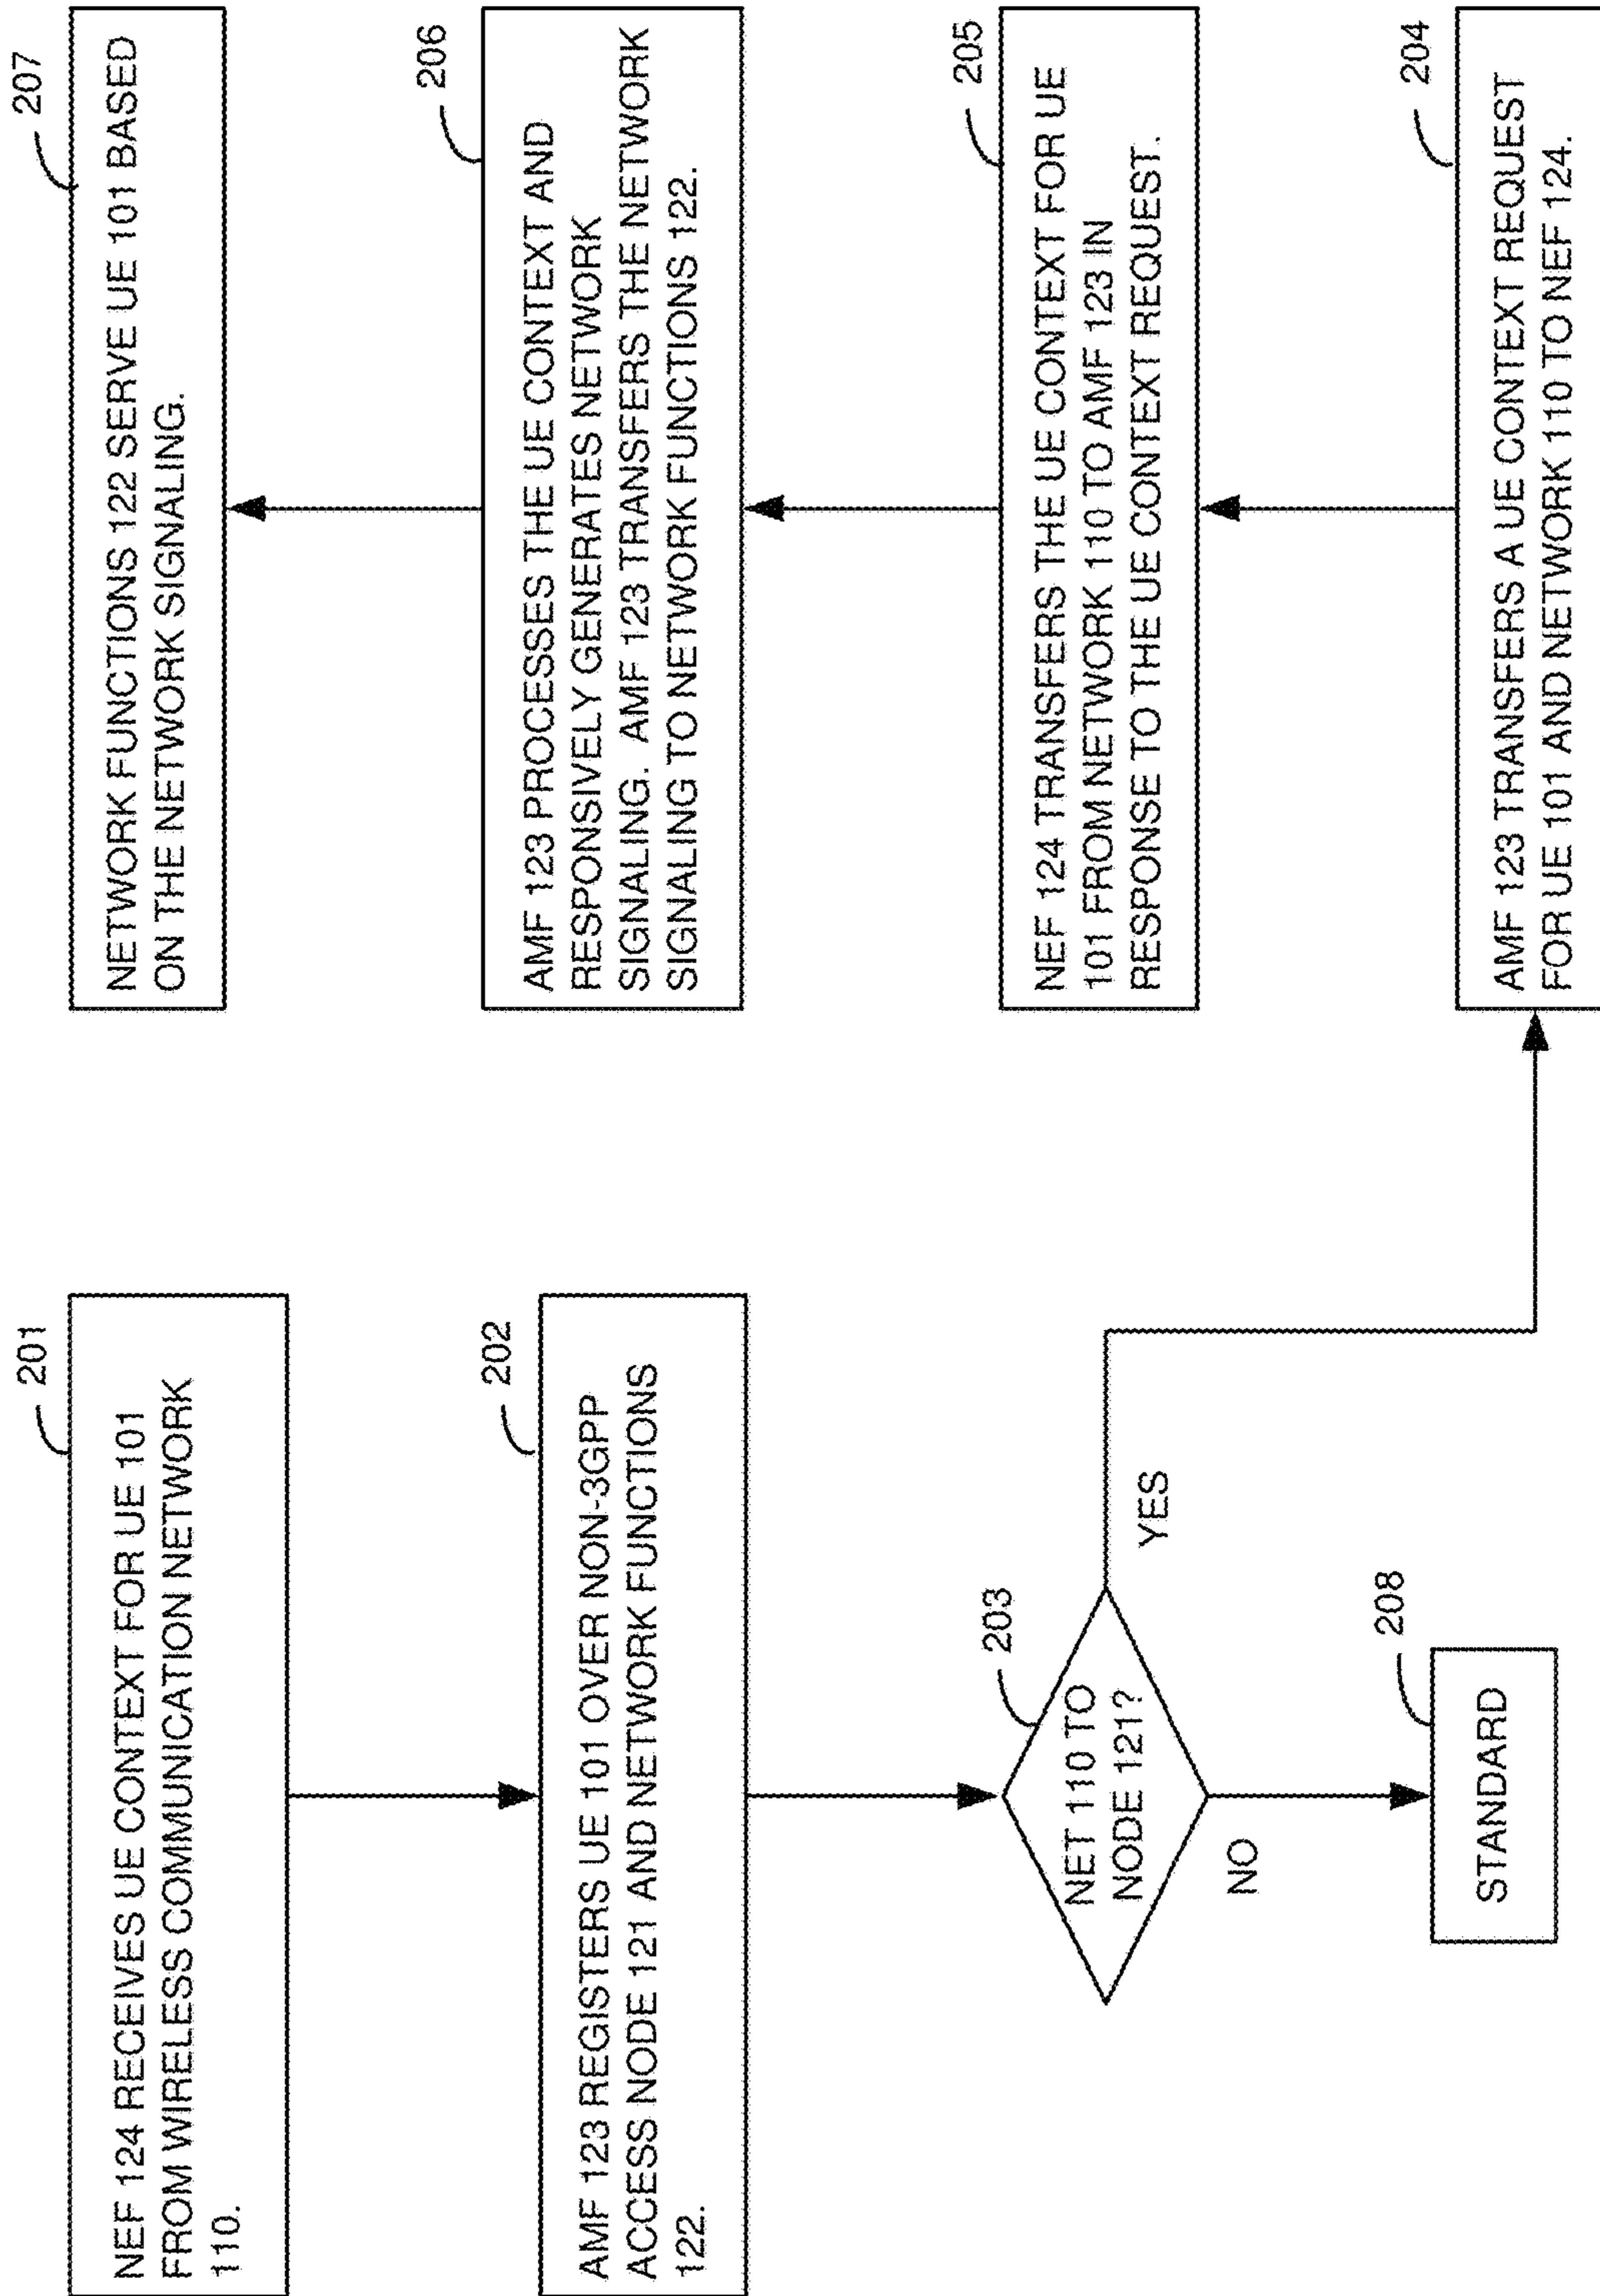 201
NEF 124 RECEIVES UE CONTEXT FOR UE 101
FROM WIRELESS COMMUNICATION NETWORK
110.
202
AMF 123 REGISTERS UE 101 OVER NON-3GPP
ACCESS NODE 121 AND NETWORK FUNCTIONS
122.
203
NET 110 TO
NODE 121?
YES
NO
208
STANDARD
204
AMF 123 TRANSFERS A UE CONTEXT REQUEST
FOR UE 101 AND NETWORK 110 TO NEF 124.
205
NEF 124 TRANSFERS THE UE CONTEXT FOR UE
101 FROM NETWORK 110 TO AMF 123 IN
RESPONSE TO THE UE CONTEXT REQUEST.
206
AMF 123 PROCESSES THE UE CONTEXT AND
RESPONSIVELY GENERATES NETWORK
SIGNALING. AMF 123 TRANSFERS THE NETWORK
SIGNALING TO NETWORK FUNCTIONS 122.
207
NETWORK FUNCTIONS 122 SERVE UE 101 BASED
ON THE NETWORK SIGNALING.